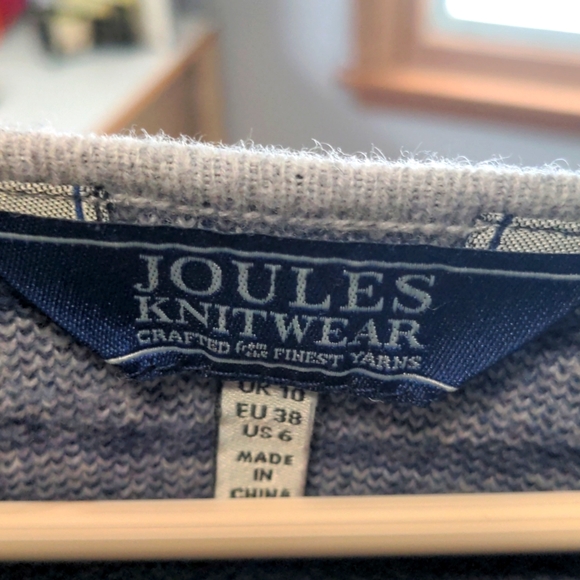 JOULES
KNITWEAR
CRAFTED from the FINEST YARNS
UK 10
EU 38
US 6
MADE
IN
CHINA